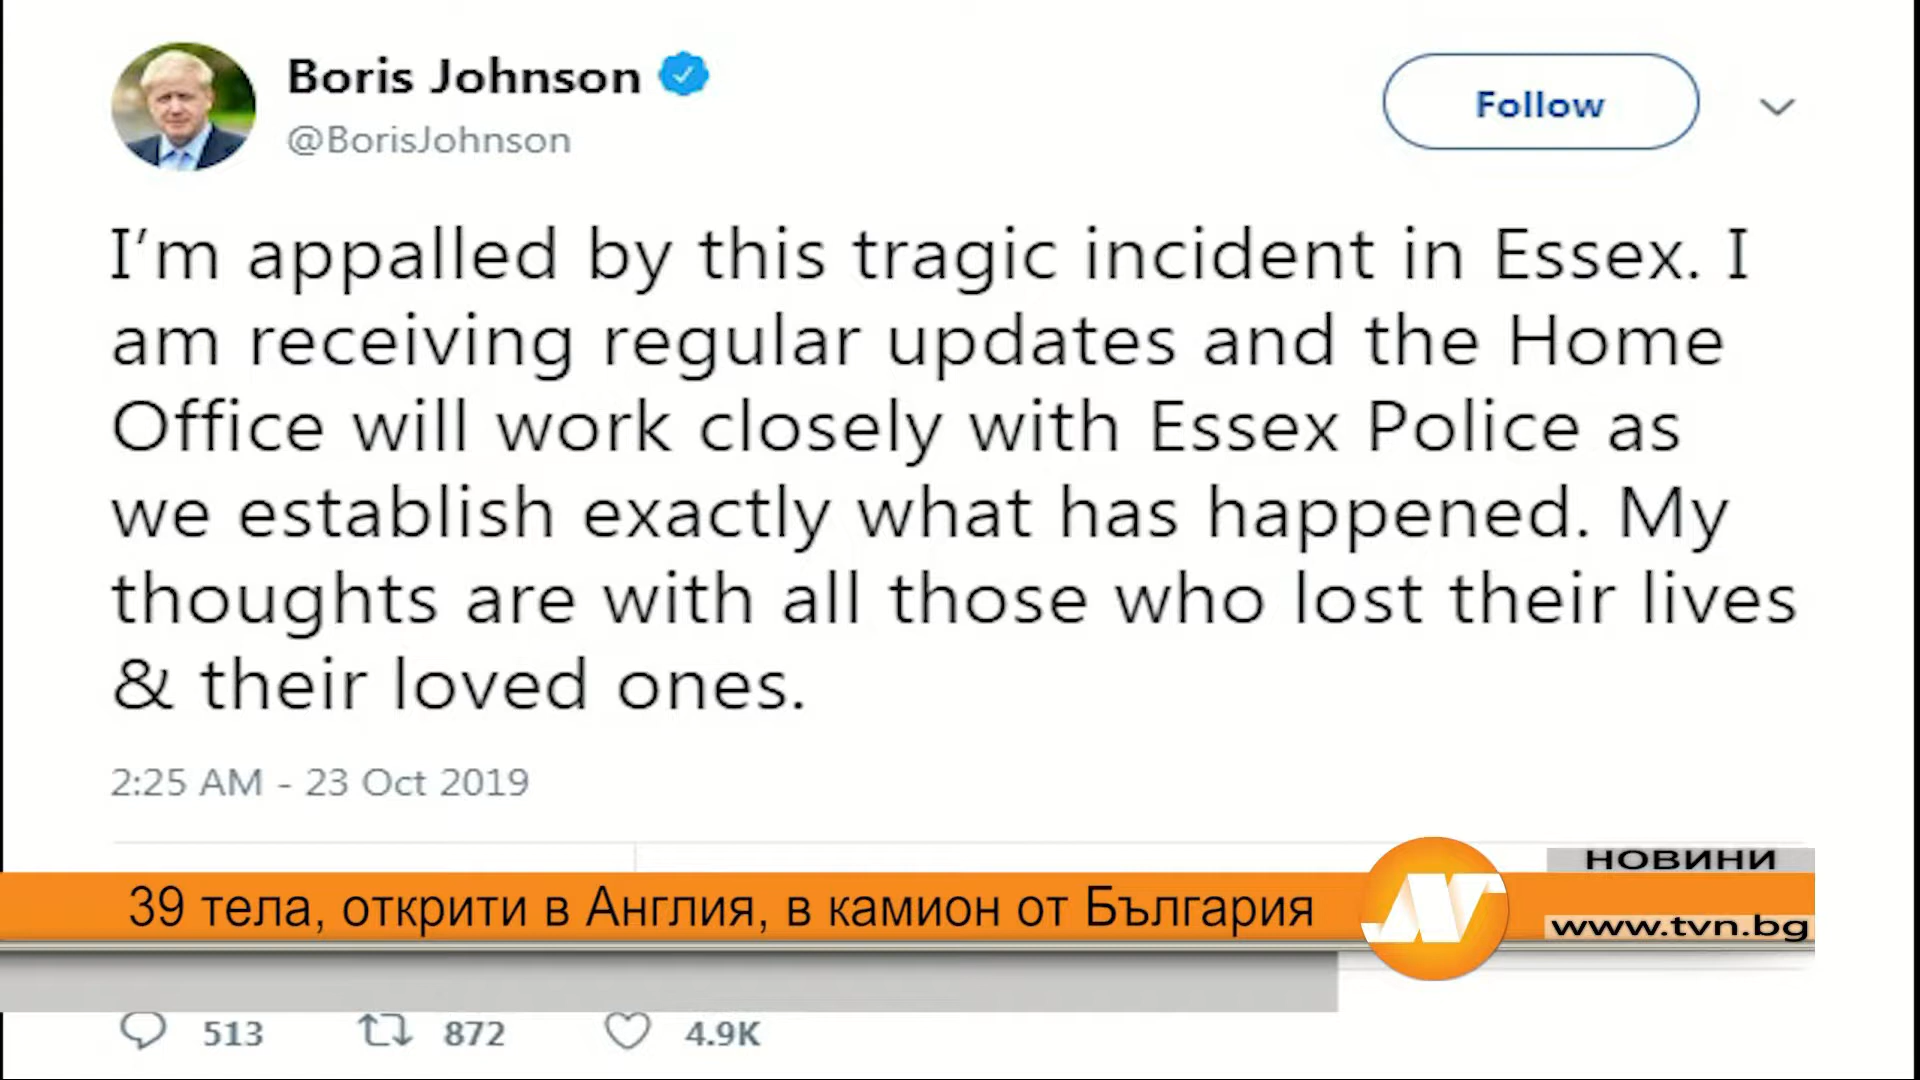 Boris Johnson
@BorisJohnson
Follow
I'm appalled by this tragic incident in Essex. I
am receiving regular updates and the Home
Office will work closely with Essex Police as
we establish exactly what has happened. My
thoughts are with all those who lost their lives
& their loved ones.
2:25 AM - 23 Oct 2019
39 тела, открити в Англия, в камион от България
НОВИНИ
www.tvn.bg
513 872 4.9K